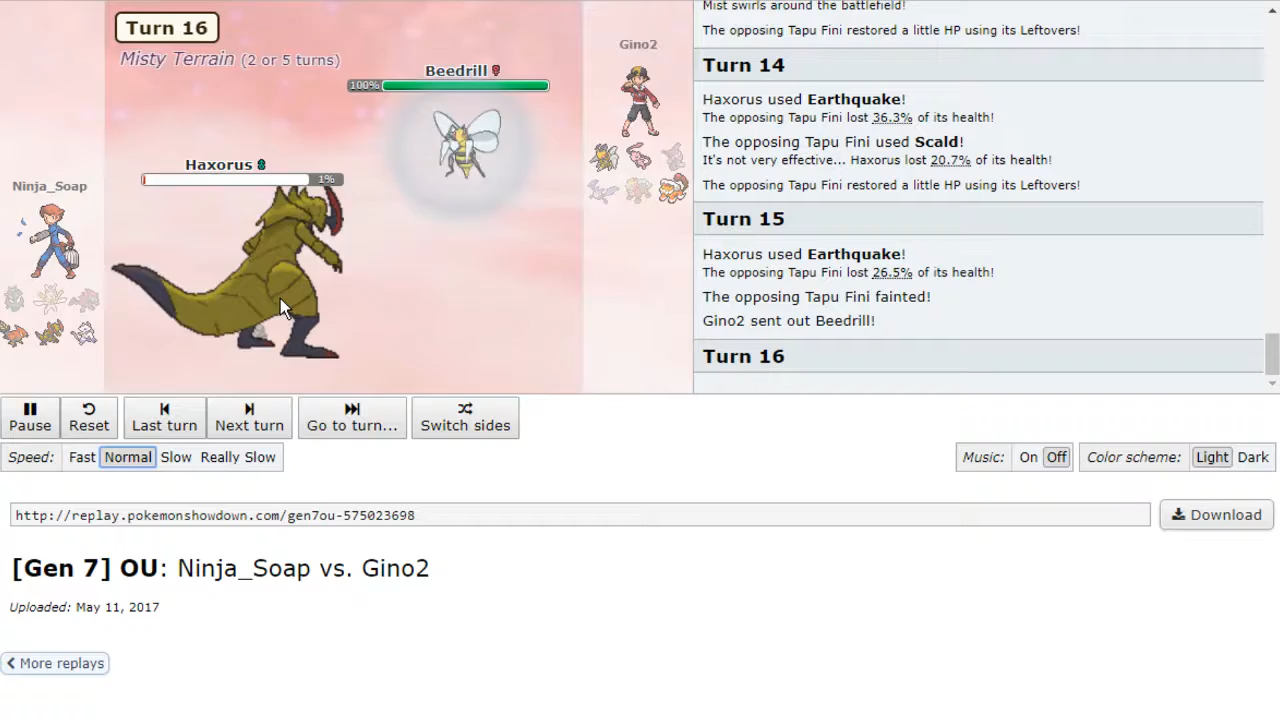 Turn 16
Misty Terrain (2 or 5 turns)
Beedrill
100%
Haxorus
1%
Ninja_Soap
Gino2
Mist swirls around the battlefield!
The opposing Tapu Fini restored a little HP using its Leftovers!
Turn 14
Haxorus used Earthquake!
The opposing Tapu Fini lost 36.3% of its health!
The opposing Tapu Fini used Scald!
It's not very effective... Haxorus lost 20.7% of its health!
The opposing Tapu Fini restored a little HP using its Leftovers!
Turn 15
Haxorus used Earthquake!
The opposing Tapu Fini lost 26.5% of its health!
The opposing Tapu Fini fainted!
Gino2 sent out Beedrill!
Turn 16
Pause
Reset
Last turn
Next turn
Go to turn...
Switch sides
Speed: Fast Normal Slow Really Slow
Music: On Off
Color scheme: Light Dark
http://replay.pokemonshowdown.com/gen7ou-575023698
Download
[Gen 7] OU: Ninja_Soap vs. Gino2
Uploaded: May 11, 2017
More replays